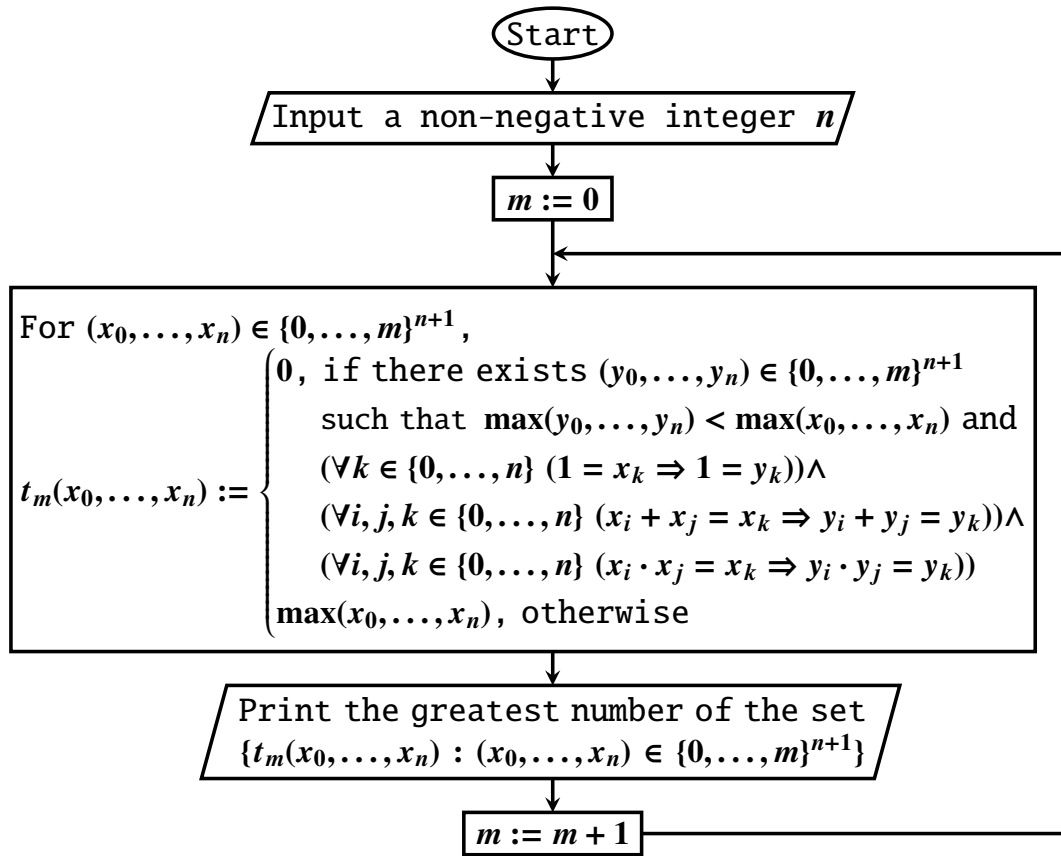 Start
Input a non-negative integer n
m := 0
For (x₀,…,xₙ) ∈ {0,…,m}ⁿ⁺¹,
0, if there exists (y₀,…,yₙ) ∈ {0,…,m}ⁿ⁺¹
such that max(y₀,…,yₙ) < max(x₀,…,xₙ) and
(∀k ∈ {0,…,n} (1 = xₖ ⇒ 1 = yₖ))∧
tₘ(x₀,…,xₙ) := {
(∀i, j, k ∈ {0,…,n} (xᵢ + xⱼ = xₖ ⇒ yᵢ + yⱼ = yₖ))∧
(∀i, j, k ∈ {0,…,n} (xᵢ · xⱼ = xₖ ⇒ yᵢ · yⱼ = yₖ))
max(x₀,…,xₙ), otherwise
Print the greatest number of the set
{tₘ(x₀,…,xₙ) : (x₀,…,xₙ) ∈ {0,…,m}ⁿ⁺¹}
m := m + 1